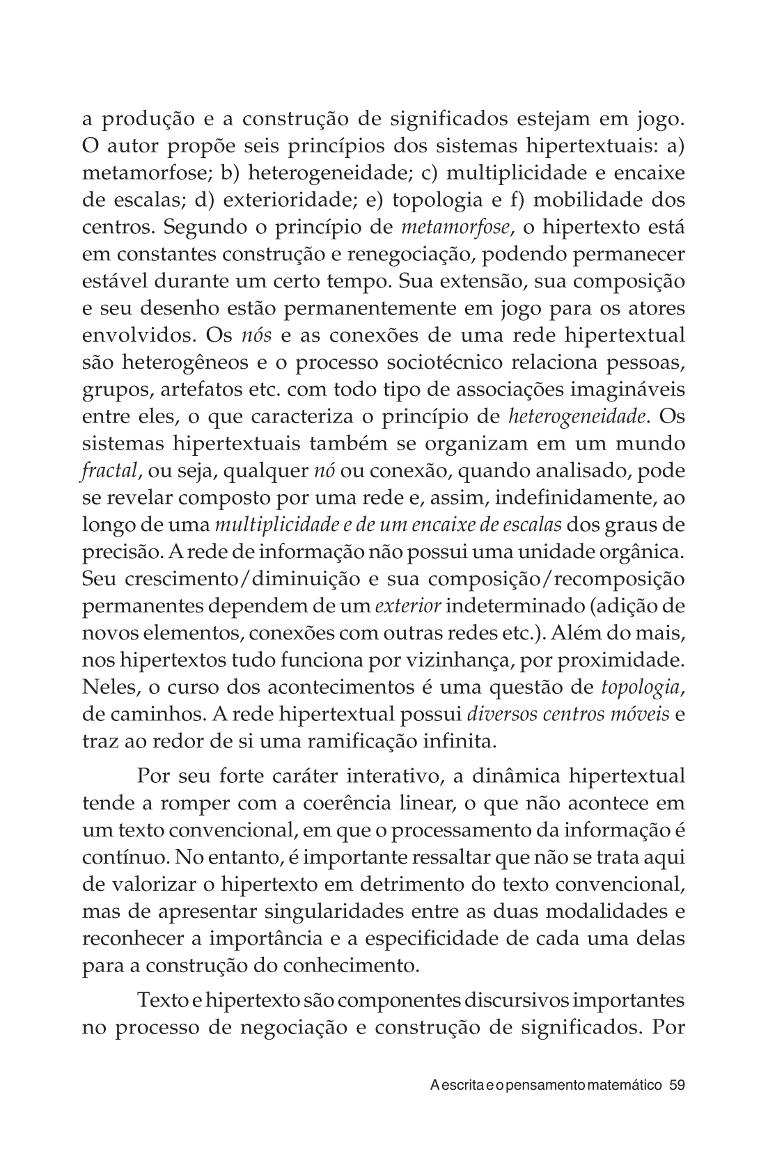 a produção e a construção de significados estejam em jogo.
O autor propõe seis princípios dos sistemas hipertextuais: a)
metamorfose; b) heterogeneidade; c) multiplicidade e encaixe
de escalas; d) exterioridade; e) topologia e f) mobilidade dos
centros. Segundo o princípio de metamorfose, o hipertexto está
em constantes construção e renegociação, podendo permanecer
estável durante um certo tempo. Sua extensão, sua composição
e seu desenho estão permanentemente em jogo para os atores
envolvidos. Os nós e as conexões de uma rede hipertextual
são heterogêneos e o processo sociotécnico relaciona pessoas,
grupos, artefatos etc. com todo tipo de associações imagináveis
entre eles, o que caracteriza o princípio de heterogeneidade. Os
sistemas hipertextuais também se organizam em um mundo
fractal, ou seja, qualquer nó ou conexão, quando analisado, pode
se revelar composto por uma rede e, assim, indefinidamente, ao
longo de uma multiplicidade e de um encaixe de escalas dos graus de
precisão. A rede de informação não possui uma unidade orgânica.
Seu crescimento/diminuição e sua composição/recomposição
permanentes dependem de um exterior indeterminado (adição de
novos elementos, conexões com outras redes etc.). Além do mais,
nos hipertextos tudo funciona por vizinhança, por proximidade.
Neles, o curso dos acontecimentos é uma questão de topologia,
de caminhos. A rede hipertextual possui diversos centros móveis e
traz ao redor de si uma ramificação infinita.
Por seu forte caráter interativo, a dinâmica hipertextual
tende a romper com a coerência linear, o que não acontece em
um texto convencional, em que o processamento da informação é
contínuo. No entanto, é importante ressaltar que não se trata aqui
de valorizar o hipertexto em detrimento do texto convencional,
mas de apresentar singularidades entre as duas modalidades e
reconhecer a importância e a especificidade de cada uma delas
para a construção do conhecimento.
Texto e hipertexto são componentes discursivos importantes
no processo de negociação e construção de significados. Por
A escrita e o pensamento matemático 59